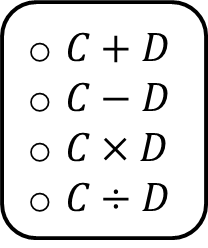 ○ C + D
○ C − D
○ C × D
○ C ÷ D